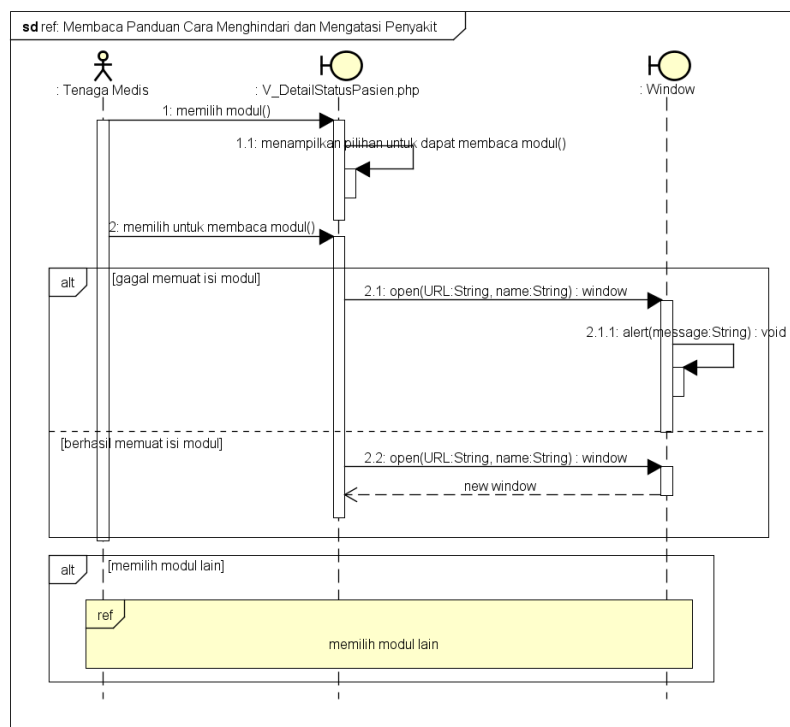 sd ref: Membaca Panduan Cara Menghindari dan Mengatasi Penyakit
: Tenaga Medis
: V_DetailStatusPasien.php
: Window
1: memilih modul()
1.1: menampilkan pilihan untuk dapat membaca modul()
2: memilih untuk membaca modul()
alt
[gagal memuat isi modul]
2.1: open(URL:String, name:String) : window
2.1.1: alert(message:String) : void
[berhasil memuat isi modul]
2.2: open(URL:String, name:String) : window
new window
alt
[memilih modul lain]
ref
memilih modul lain